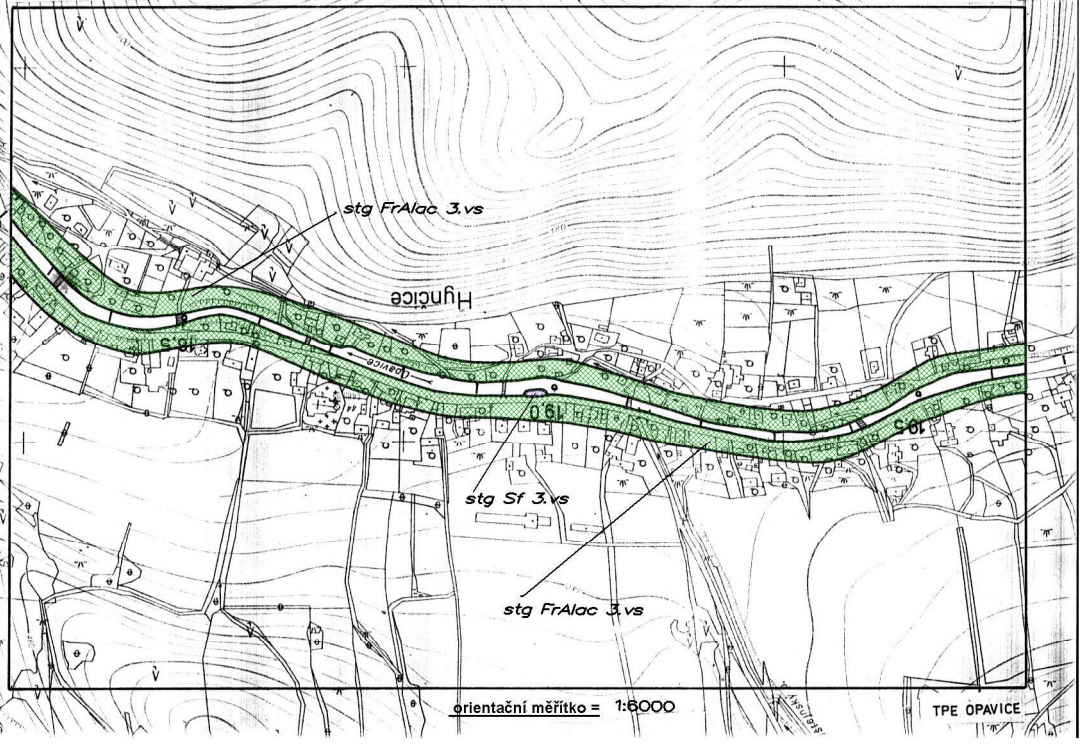 stg FrAlac 3.vs
Hynčice
18.5
Opavice
19.0
19.5
stg Sf 3.vs
stg FrAlac 3.vs
orientační měřítko = 1:6000
TPE OPAVICE